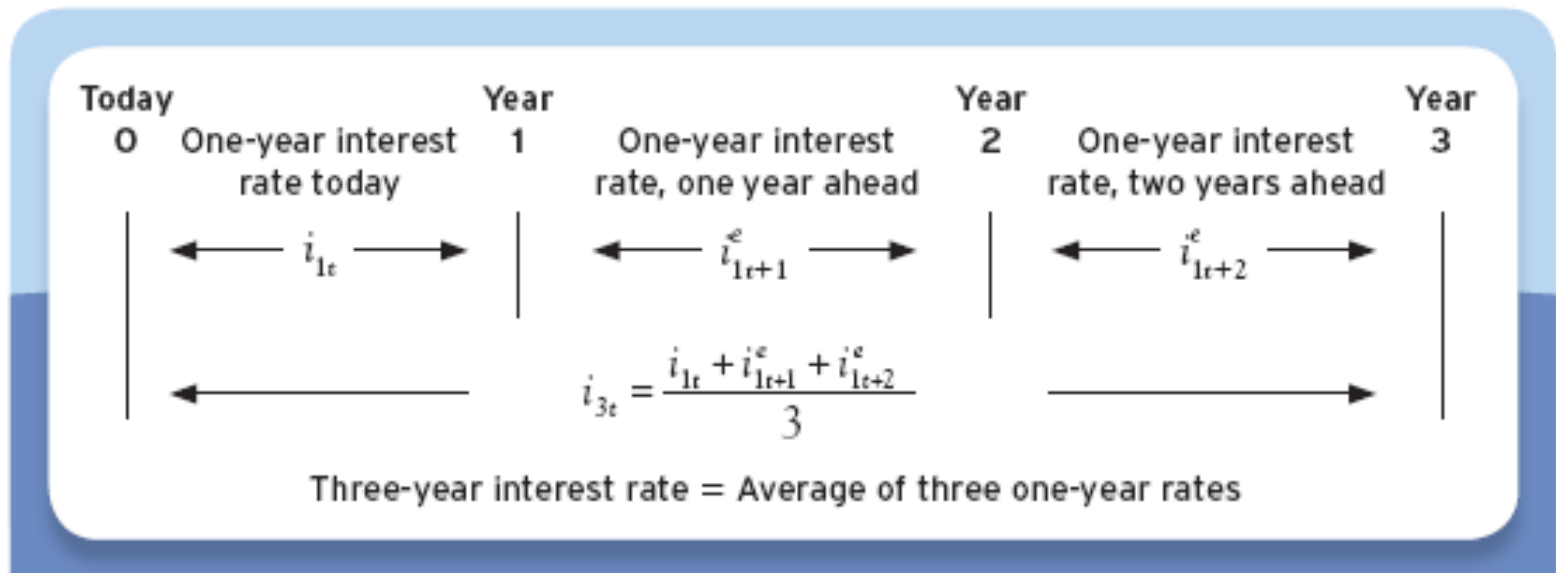 Today Year Year Year
0 One-year interest 1 One-year interest 2 One-year interest 3
rate today rate, one year ahead rate, two years ahead
i₁ₜ iᵉ₁ₜ₊₁ iᵉ₁ₜ₊₂
i₃ₜ = (i₁ₜ + iᵉ₁ₜ₊₁ + iᵉ₁ₜ₊₂) / 3
Three-year interest rate = Average of three one-year rates